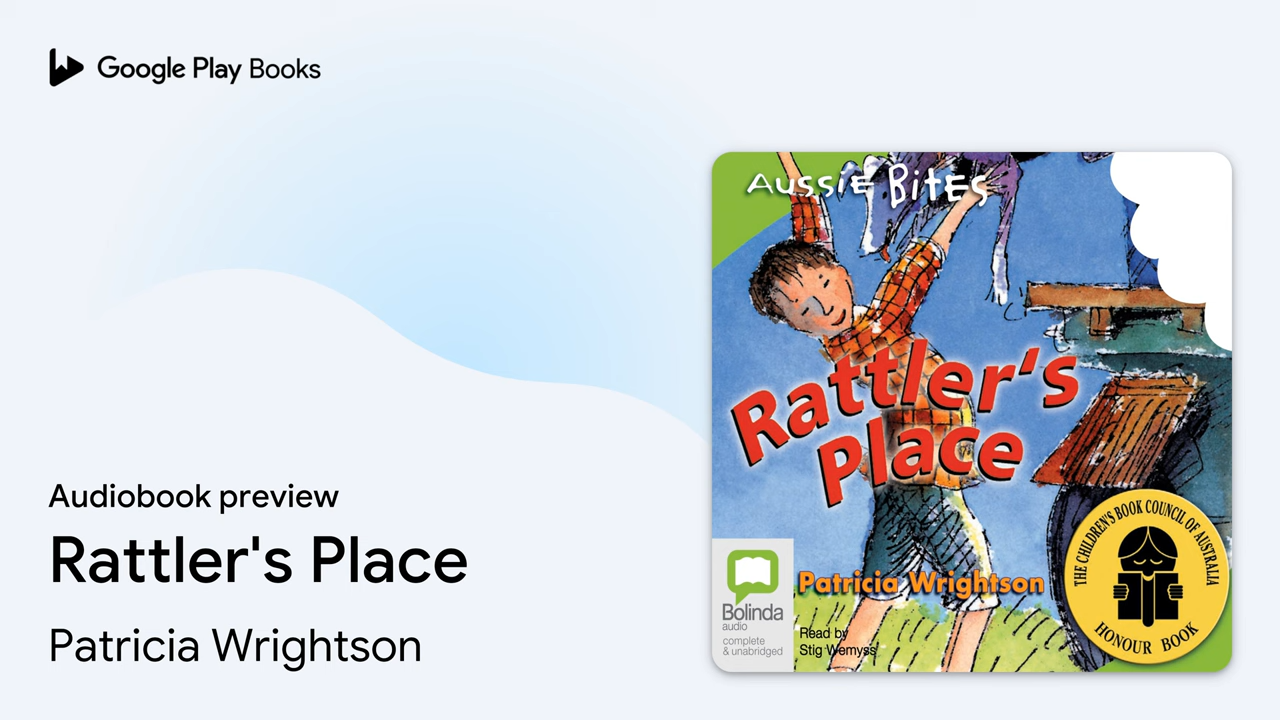 Google Play Books
Audiobook preview
Rattler's Place
Patricia Wrightson
AUSSiE BiTES
Rattler's
Place
Patricia Wrightson
Bolinda
audio
complete
& unabridged
Read by
Stig Wemyss
THE CHILDREN'S BOOK COUNCIL OF AUSTRALIA
HONOUR BOOK